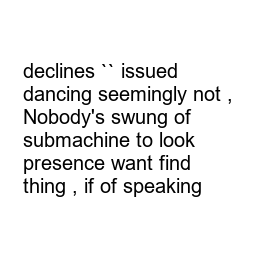 declines `` issued
dancing seemingly not ,
Nobody's swung of
submachine to look
presence want find
thing , if of speaking